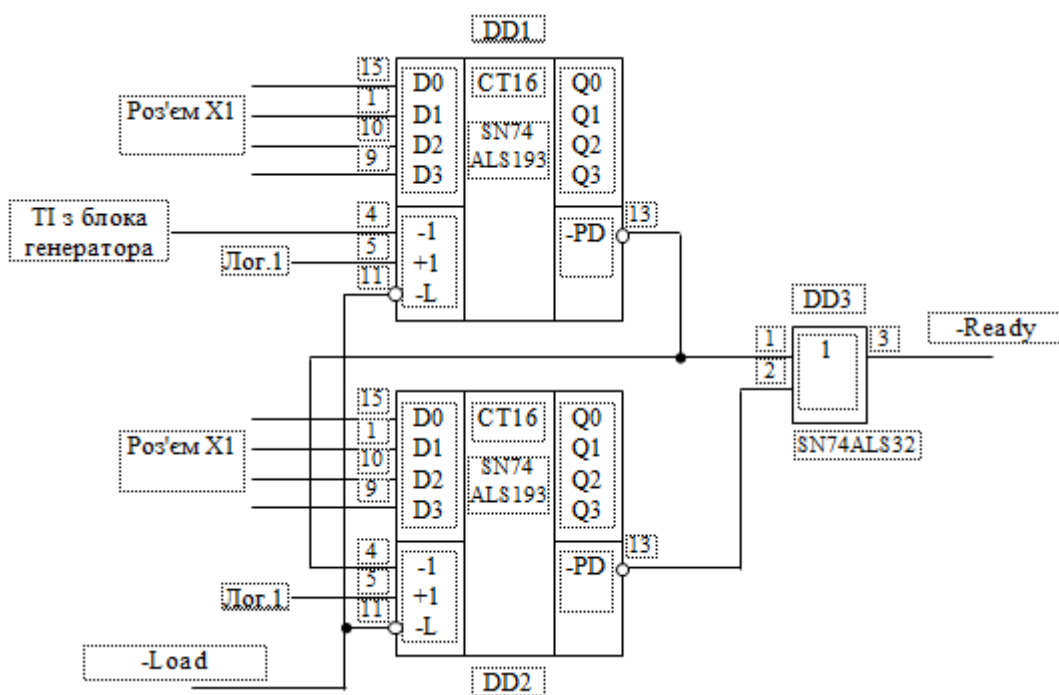 DD1
15
D0
CT16
Q0
1
Роз'єм X1
D1
Q1
10
D2
SN74
ALS193
Q2
9
D3
Q3
ТІ з блока
генератора
4
-1
-PD
13
5
Лог.1
+1
11
-L
DD3
-Ready
1
1
3
2
SN74ALS32
15
D0
CT16
Q0
1
Роз'єм X1
D1
Q1
10
D2
SN74
ALS193
Q2
9
D3
Q3
4
-1
-PD
13
5
Лог.1
+1
11
-L
-Load
DD2